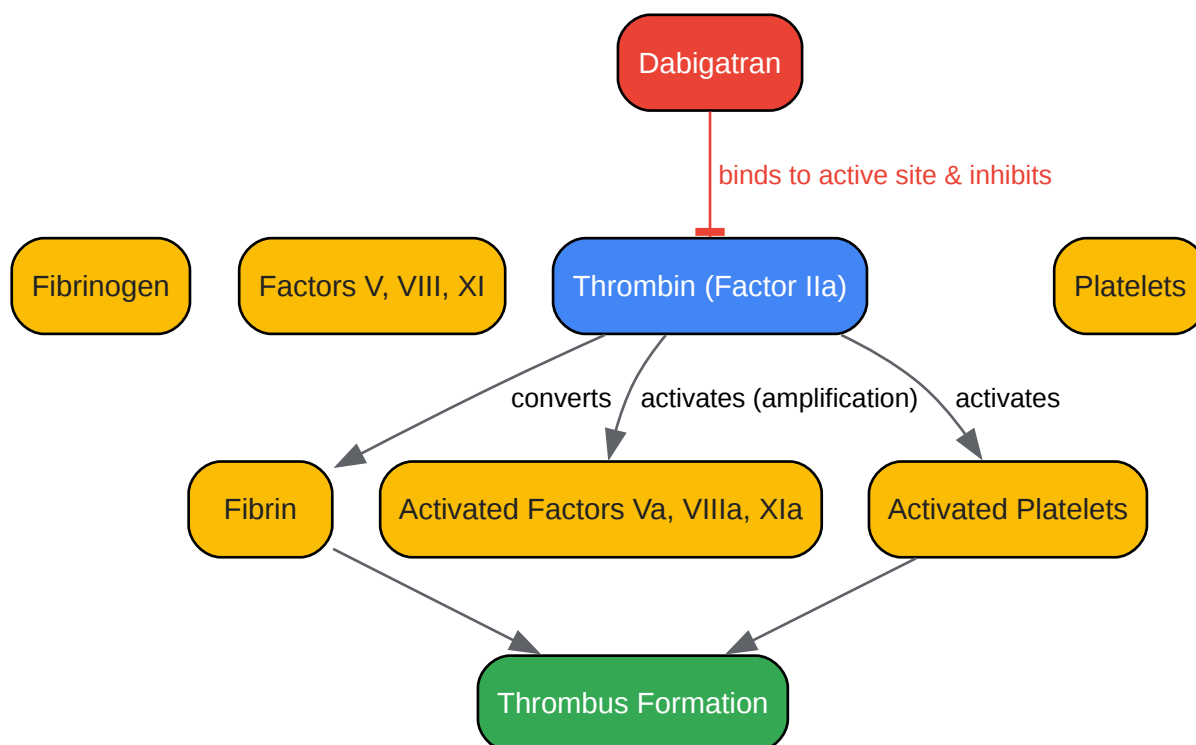 Dabigatran
binds to active site & inhibits
Fibrinogen
Factors V, VIII, XI
Thrombin (Factor IIa)
Platelets
converts
activates (amplification)
activates
Fibrin
Activated Factors Va, VIIIa, XIa
Activated Platelets
Thrombus Formation